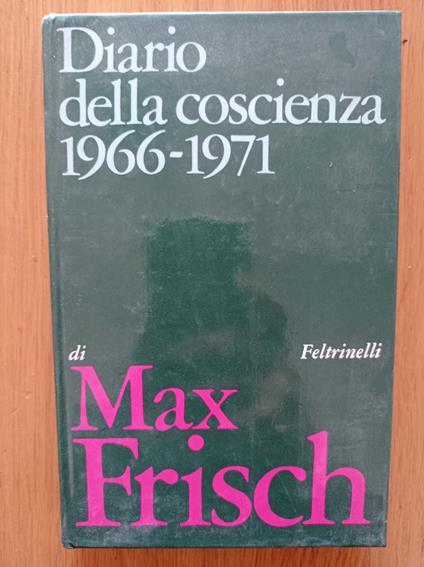 Diario
della coscienza
1966-1971
di
Feltrinelli
Max
Frisch